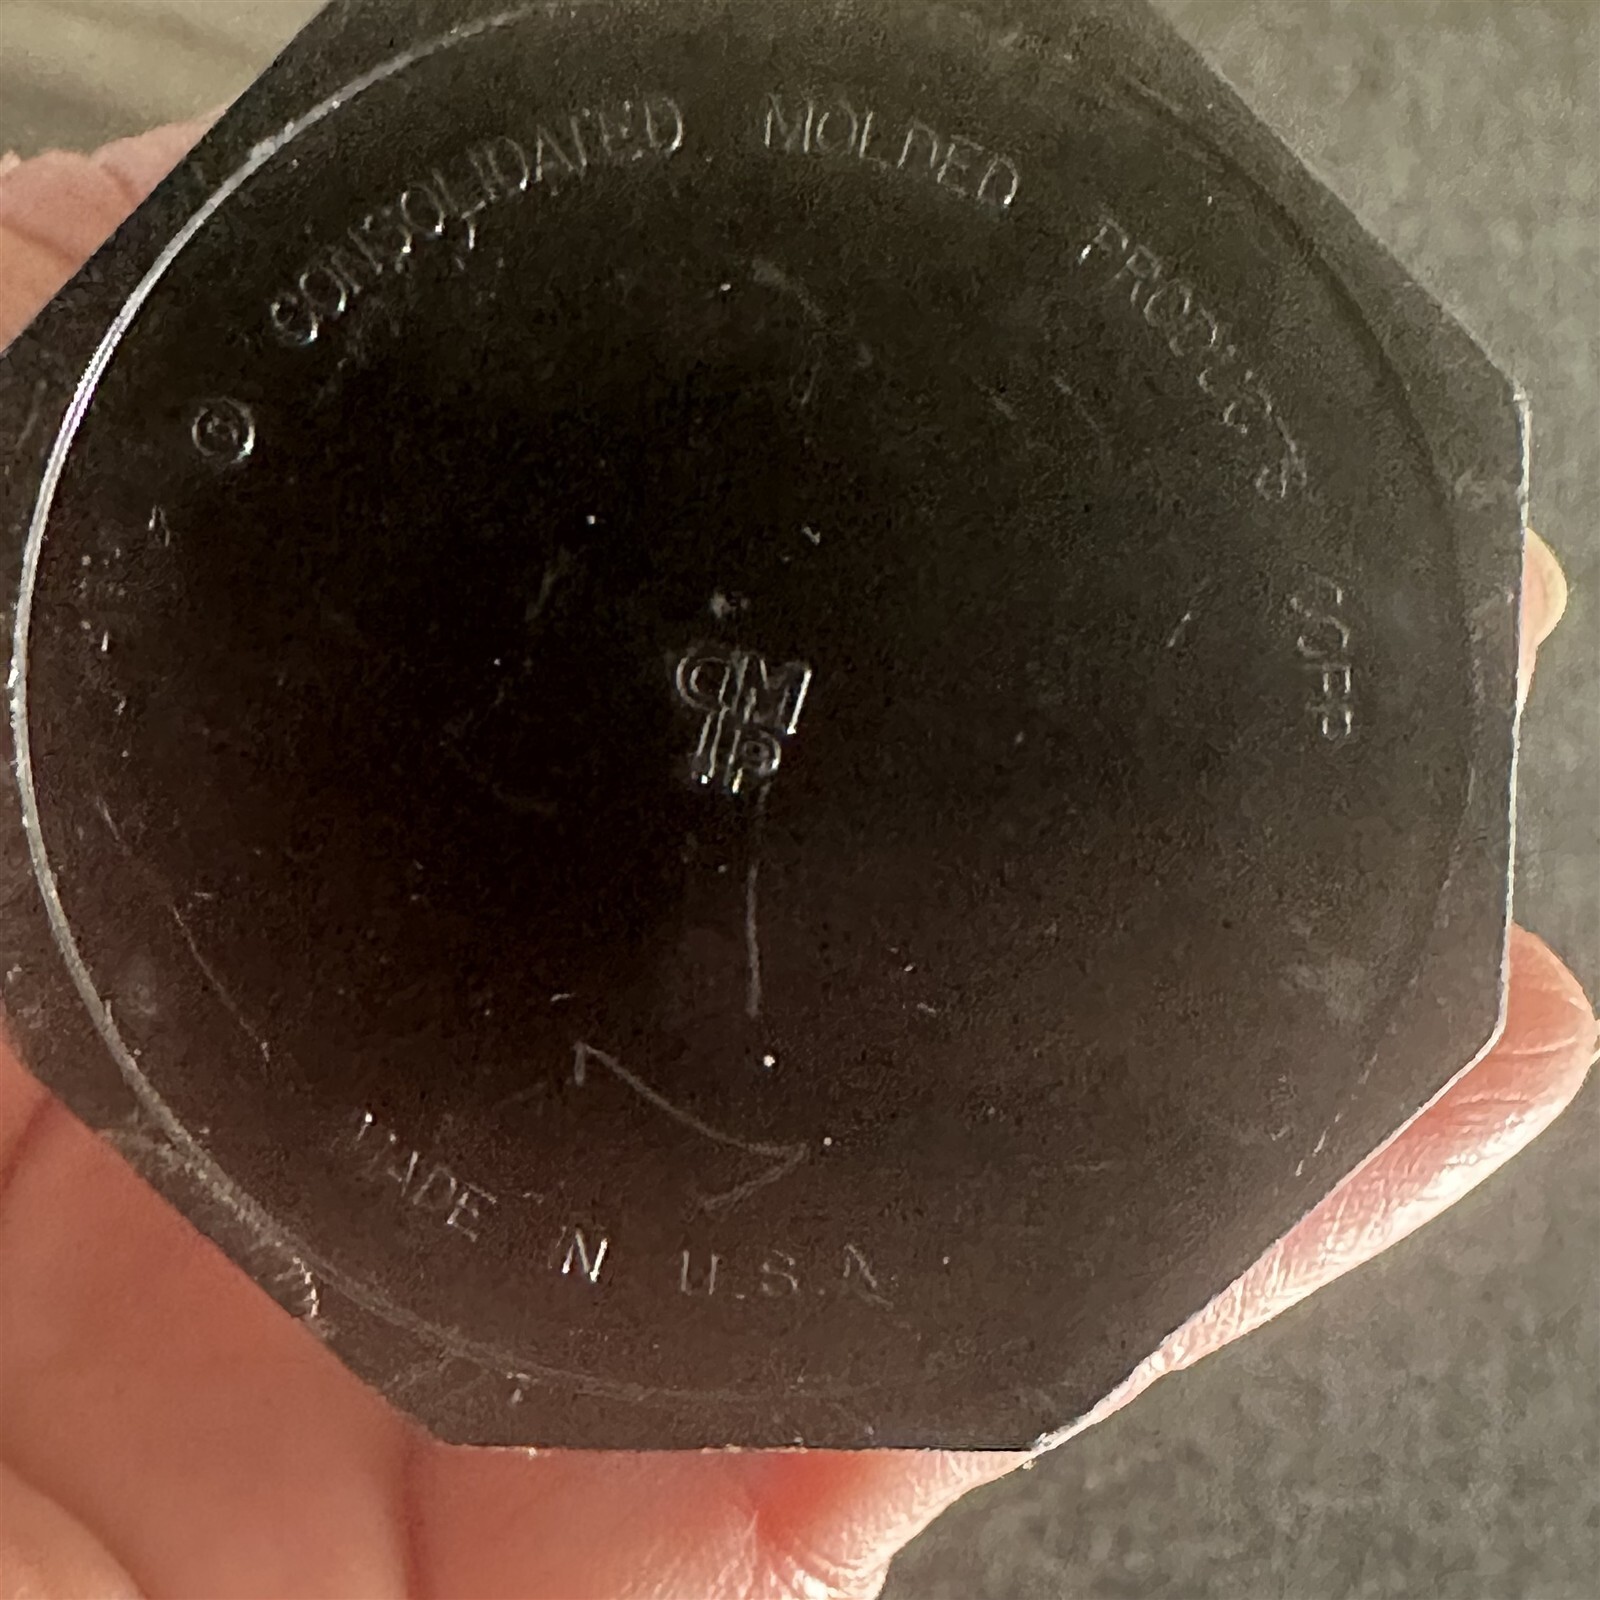 © CONSOLIDATED MOLDED PRODUCTS CORP
CMP
MADE IN U.S.A.